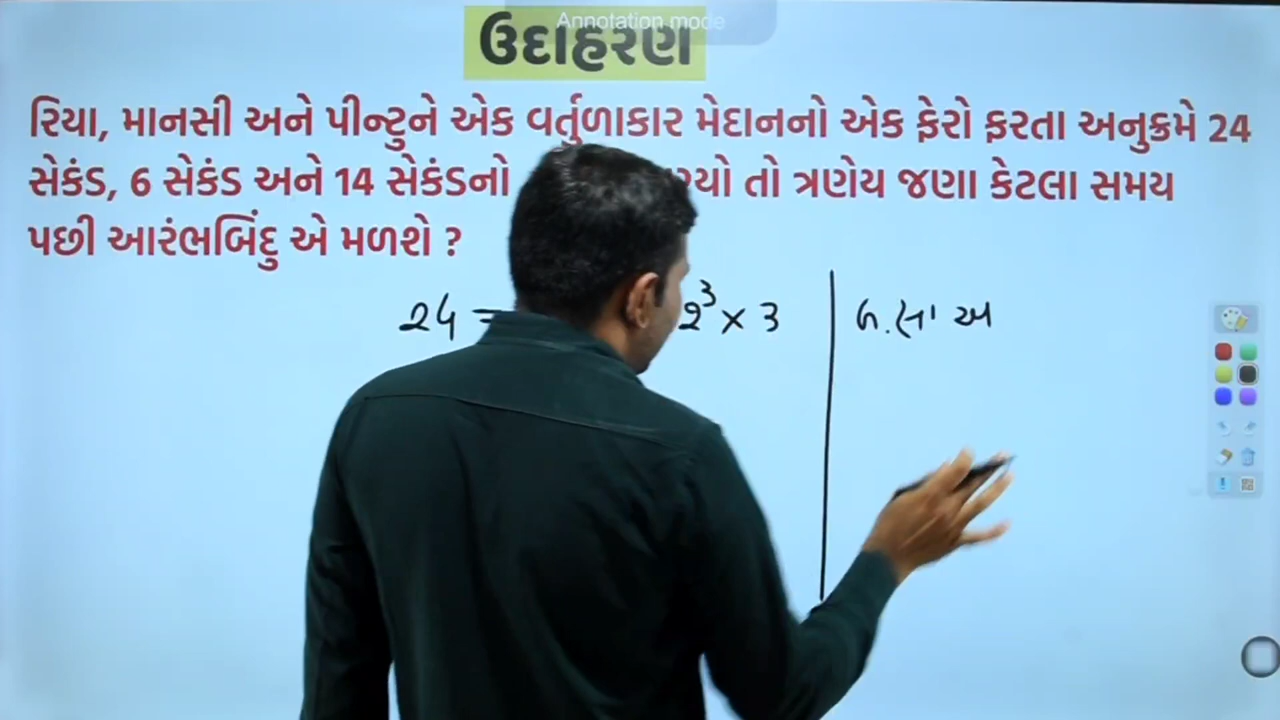 Annotation mode
ઉદાહરણ
રિયા, માનસી અને પીન્ટુને એક વર્તુળાકાર મેદાનનો એક ફેરો ફરતા અનુક્રમે 24
સેકંડ, 6 સેકંડ અને 14 સેકંડનો તો ત્રણેય જણા કેટલા સમય
પછી આરંભબિંદુ એ મળશે ?
24 = 2³ × 3
લ.સા અ